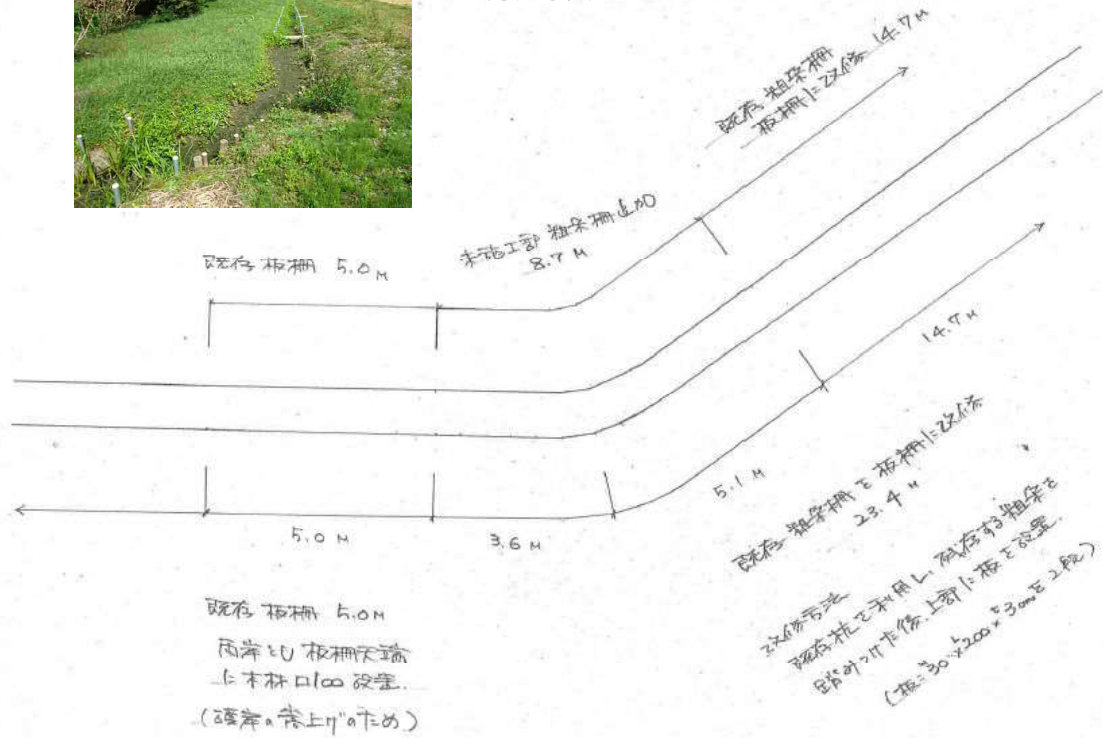 既存 粗朶柵
板柵に改修 14.7M
未施工部 粗朶柵追加
8.7M
既存 板柵 5.0M
14.7M
5.1M
5.0M
3.6M
既存 粗朶柵を板柵に改修
23.4M
改修方法
既存杭を利用し、残存する粗朶を
踏みつけた後、上部に板を設置.
(板=30×200×3.0mを2段)
既存 板柵 5.0M
両岸とも 板柵天端
に木材□100 設置.
(護岸の嵩上げのため)